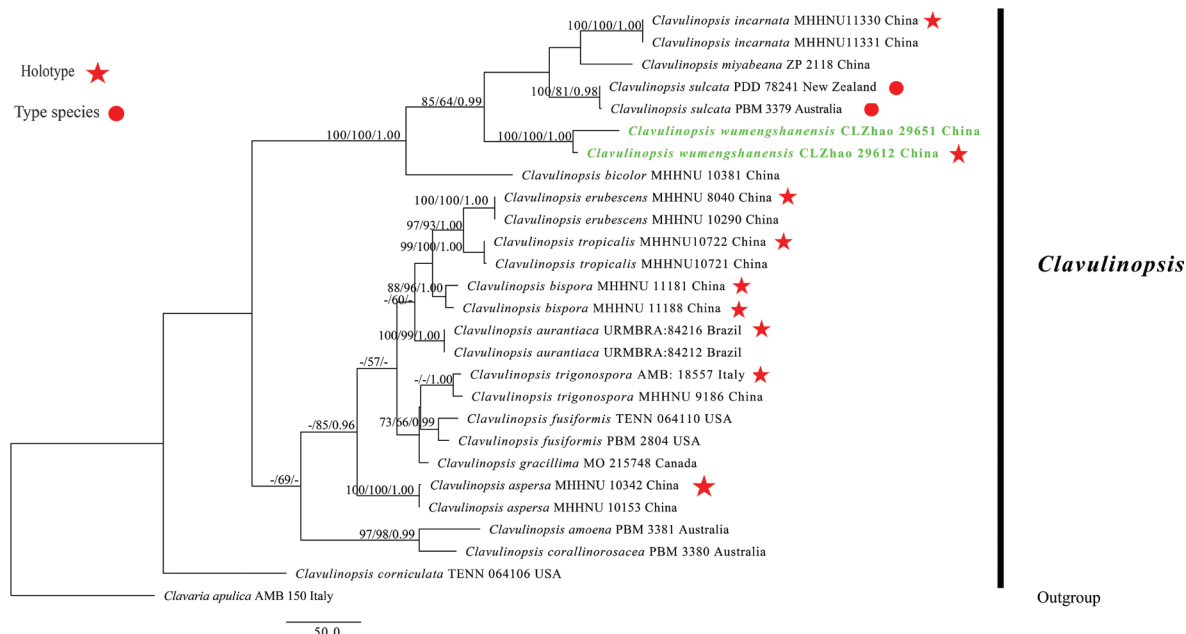 Clavulinopsis incarnata MHHNU11330 China
100/100/1.00
Clavulinopsis incarnata MHHNU11331 China
Holotype
Clavulinopsis miyabeana ZP 2118 China
Clavulinopsis sulcata PDD 78241 New Zealand
100/81/0.98
85/64/0.99
Type species
Clavulinopsis sulcata PBM 3379 Australia
Clavulinopsis wumengshanensis CLZhao 29651 China
100/100/1.00
100/100/1.00
Clavulinopsis wumengshanensis CLZhao 29612 China
Clavulinopsis bicolor MHHNU 10381 China
Clavulinopsis erubescens MHHNU 8040 China
100/100/1.00
Clavulinopsis erubescens MHHNU 10290 China
97/93/1.00
Clavulinopsis tropicalis MHHNU10722 China
99/100/1.00
Clavulinopsis tropicalis MHHNU10721 China
Clavulinopsis
Clavulinopsis bispora MHHNU 11181 China
88/96/1.00
-/60/-
Clavulinopsis bispora MHHNU 11188 China
Clavulinopsis aurantiaca URMBRA:84216 Brazil
100/99/1.00
Clavulinopsis aurantiaca URMBRA:84212 Brazil
-/57/-
Clavulinopsis trigonospora AMB: 18557 Italy
-/-/1.00
Clavulinopsis trigonospora MHHNU 9186 China
Clavulinopsis fusiformis TENN 064110 USA
73/66/0.99
-/85/0.96
Clavulinopsis fusiformis PBM 2804 USA
Clavulinopsis gracillima MO 215748 Canada
-/69/-
Clavulinopsis aspersa MHHNU 10342 China
100/100/1.00
Clavulinopsis aspersa MHHNU 10153 China
Clavulinopsis amoena PBM 3381 Australia
97/98/0.99
Clavulinopsis corallinorosacea PBM 3380 Australia
Clavulinopsis corniculata TENN 064106 USA
Clavaria apulica AMB 150 Italy
Outgroup
50.0